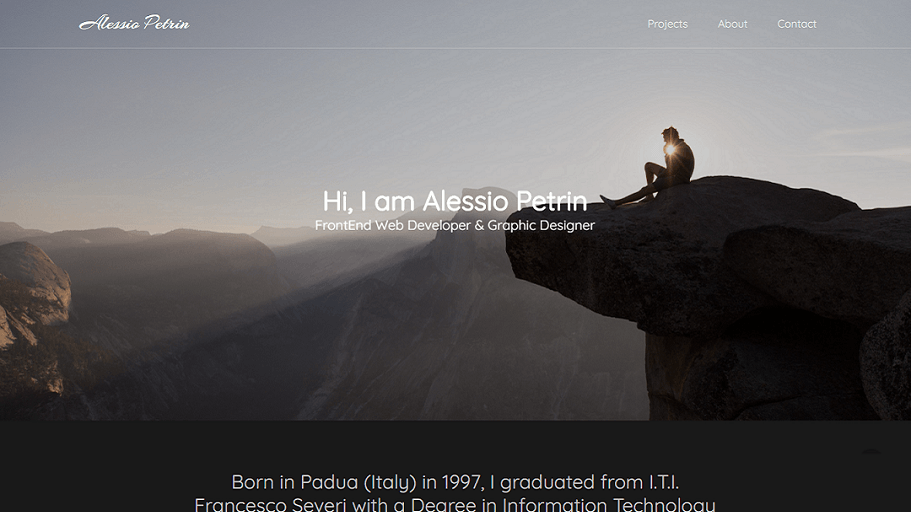 Alessio Petrin
Projects About Contact
Hi, I am Alessio Petrin
FrontEnd Web Developer & Graphic Designer
Born in Padua (Italy) in 1997, I graduated from I.T.I.
Francesco Severi with a Degree in Information Technology